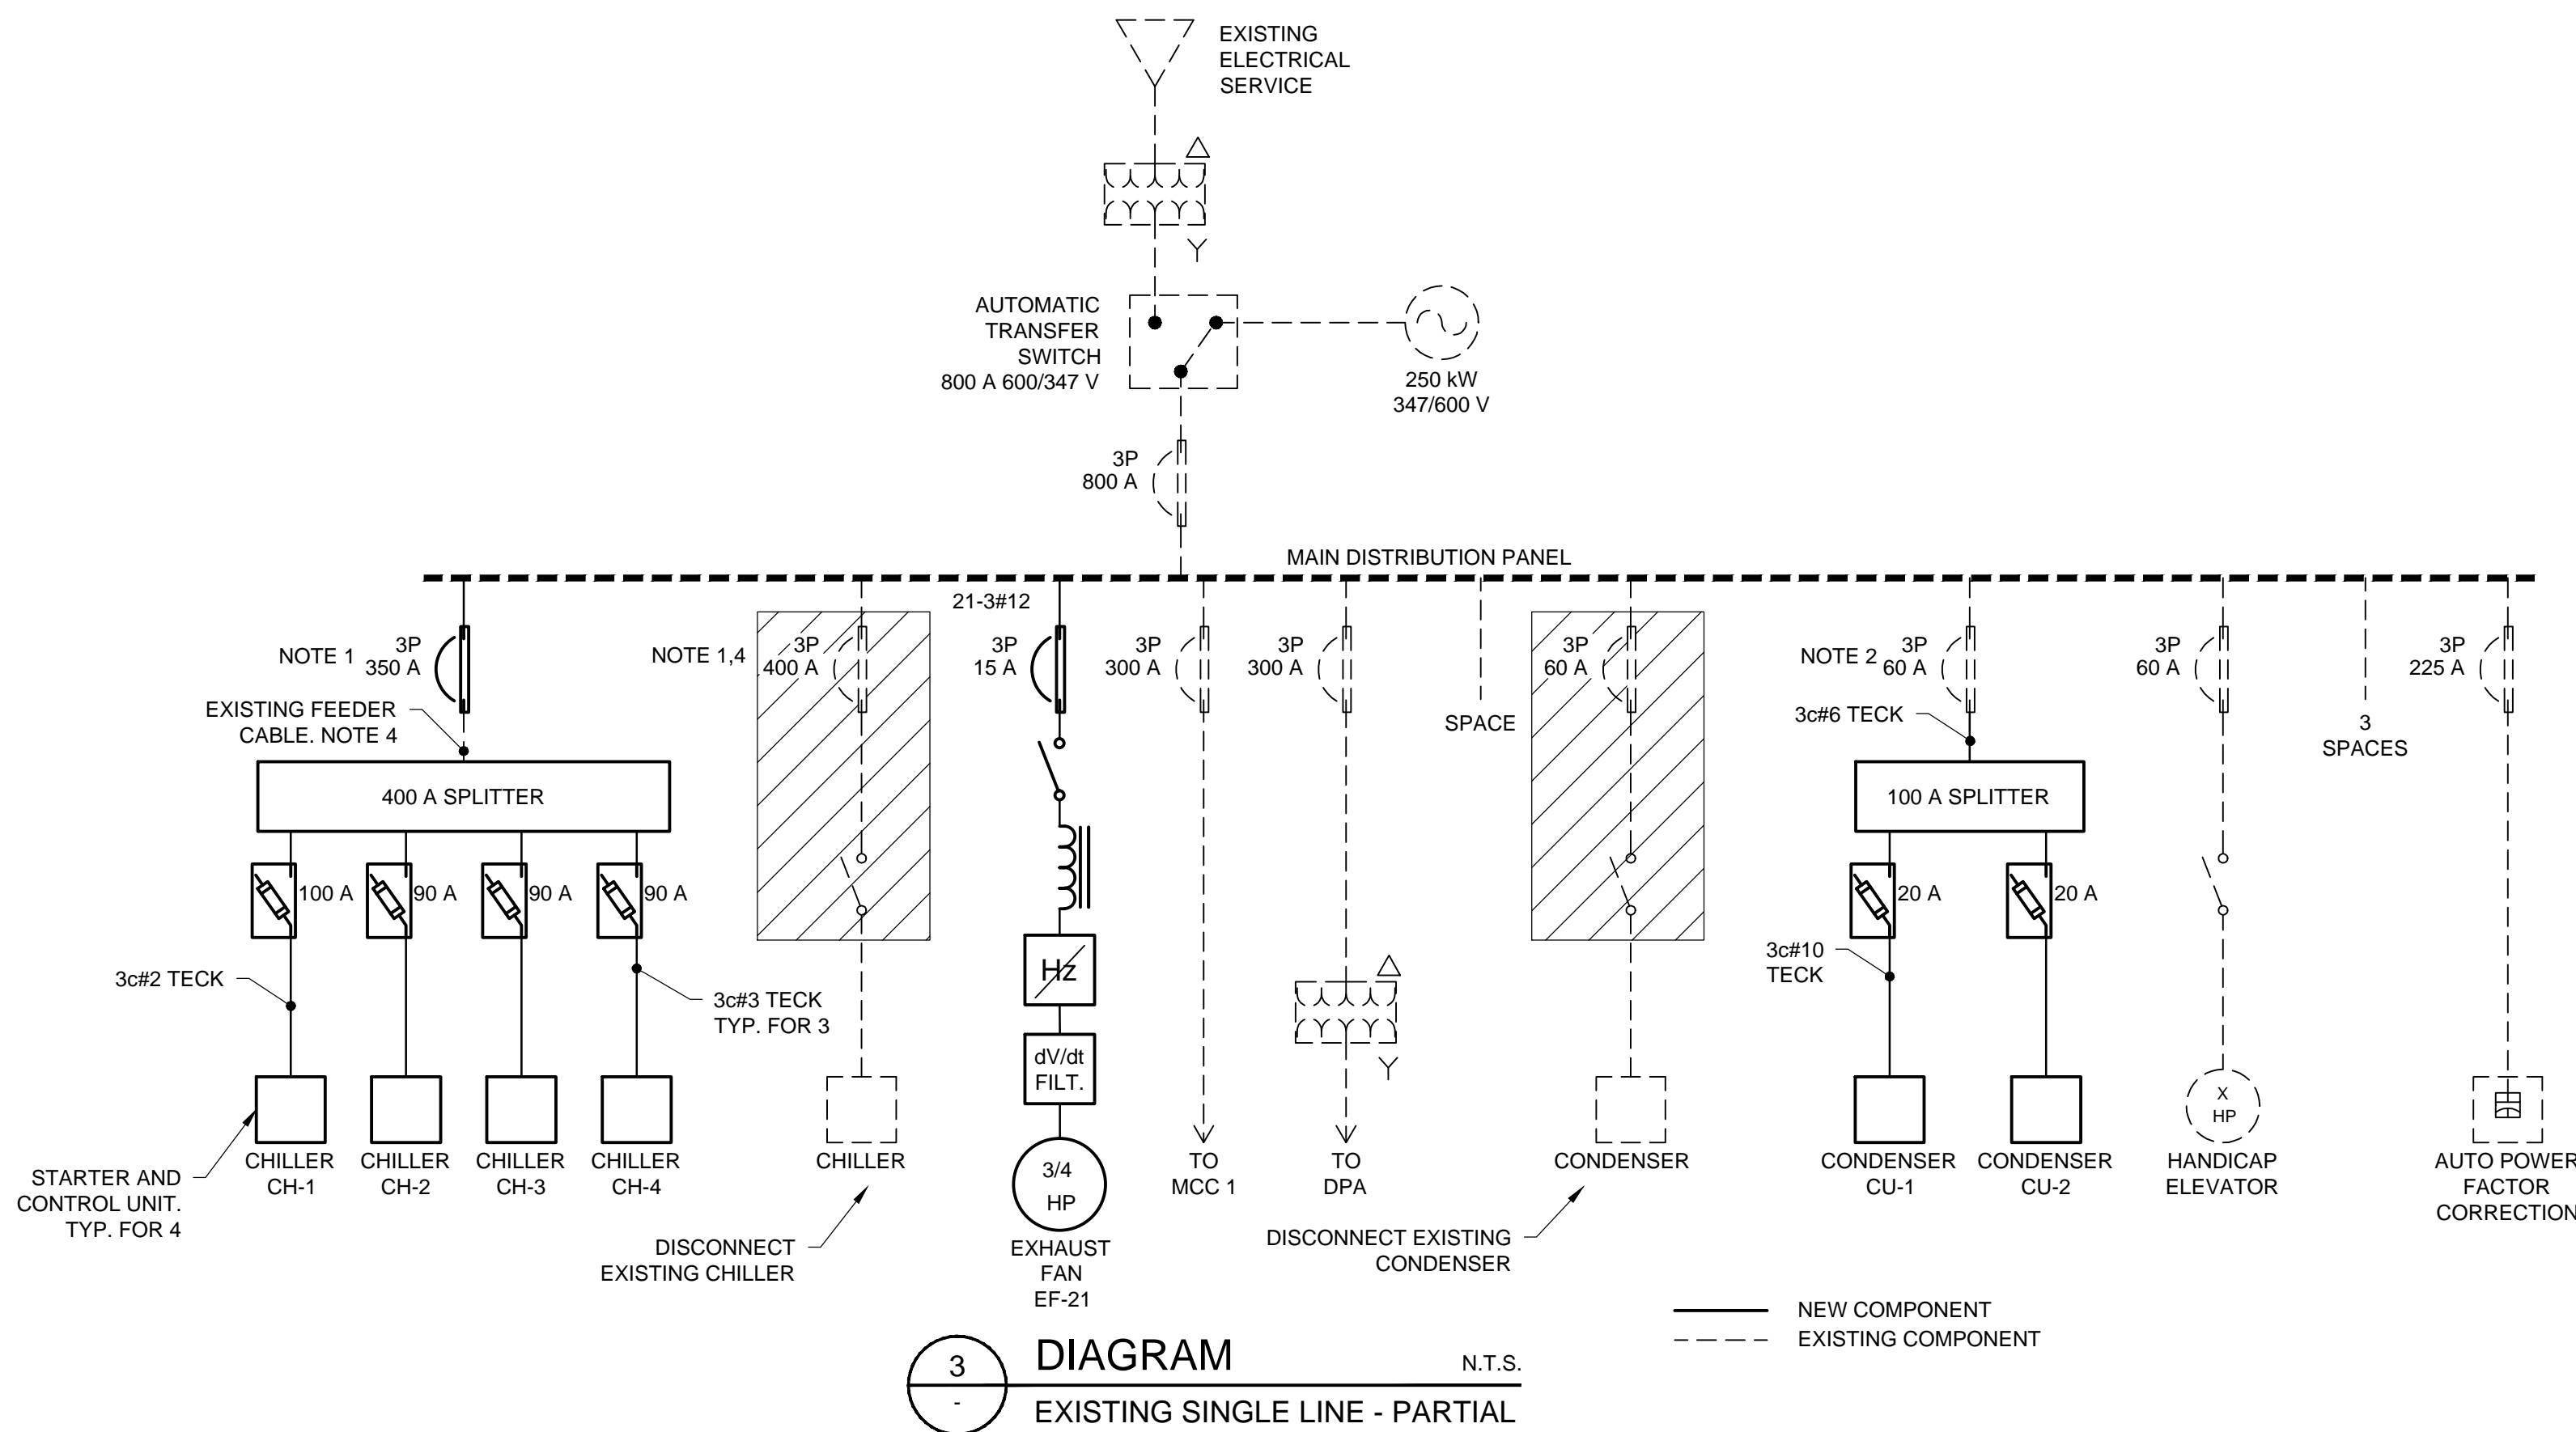 EXISTING
ELECTRICAL
SERVICE
AUTOMATIC
TRANSFER
SWITCH
800 A 600/347 V
250 kW
347/600 V
3P
800 A
MAIN DISTRIBUTION PANEL
NOTE 1
3P
350 A
EXISTING FEEDER
CABLE. NOTE 4
400 A SPLITTER
100 A
90 A
90 A
90 A
3c#2 TECK
3c#3 TECK
TYP. FOR 3
CHILLER
CH-1
CHILLER
CH-2
CHILLER
CH-3
CHILLER
CH-4
STARTER AND
CONTROL UNIT.
TYP. FOR 4
NOTE 1,4
3P
400 A
CHILLER
DISCONNECT
EXISTING CHILLER
21-3#12
3P
15 A
Hz
dV/dt
FILT.
3/4
HP
EXHAUST
FAN
EF-21
3P
300 A
TO
MCC 1
3P
300 A
TO
DPA
SPACE
3P
60 A
CONDENSER
DISCONNECT EXISTING
CONDENSER
NOTE 2
3P
60 A
3c#6 TECK
100 A SPLITTER
20 A
20 A
3c#10
TECK
CONDENSER
CU-1
CONDENSER
CU-2
3P
60 A
X
HP
HANDICAP
ELEVATOR
3
SPACES
3P
225 A
AUTO POWER
FACTOR
CORRECTION
NEW COMPONENT
EXISTING COMPONENT
3
-
DIAGRAM
N.T.S.
EXISTING SINGLE LINE - PARTIAL